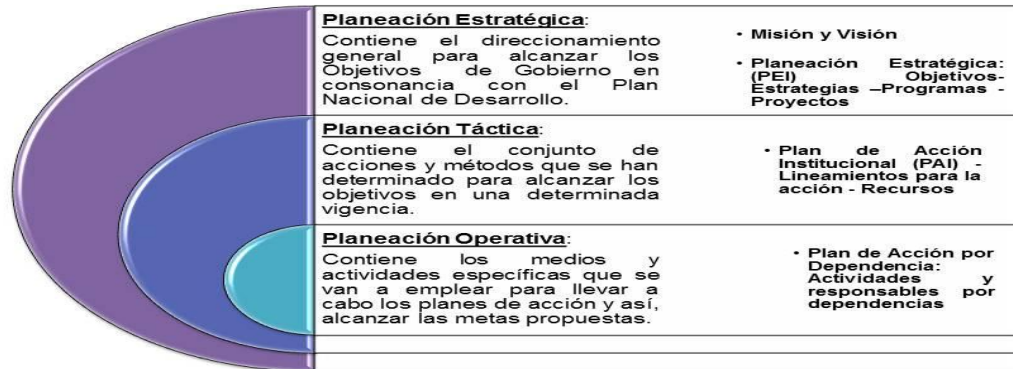 Planeación Estratégica:
Contiene el direccionamiento
general para alcanzar los
Objetivos de Gobierno en
consonancia con el Plan
Nacional de Desarrollo.
• Misión y Visión
• Planeación Estratégica:
(PEI) Objetivos-
Estrategias –Programas -
Proyectos
Planeación Táctica:
Contiene el conjunto de
acciones y métodos que se han
determinado para alcanzar los
objetivos en una determinada
vigencia.
• Plan de Acción
Institucional (PAI) -
Lineamientos para la
acción - Recursos
Planeación Operativa:
Contiene los medios y
actividades específicas que se
van a emplear para llevar a
cabo los planes de acción y así,
alcanzar las metas propuestas.
• Plan de Acción por
Dependencia:
Actividades y
responsables por
dependencias